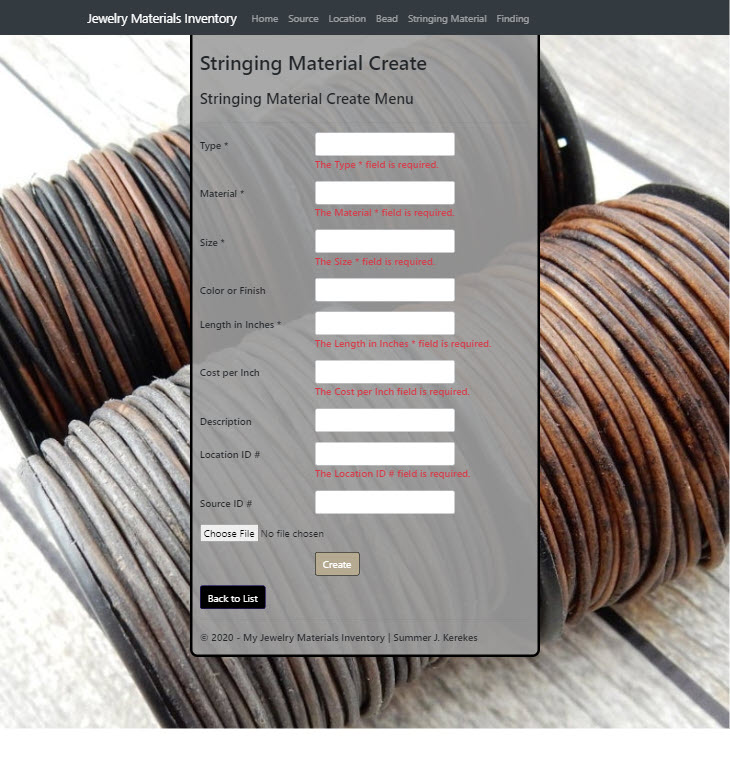 Jewelry Materials Inventory Home Source Location Bead Stringing Material Finding
Stringing Material Create
Stringing Material Create Menu
Type *
The Type * field is required.
Material *
The Material * field is required.
Size *
The Size * field is required.
Color or Finish
Length in Inches *
The Length in Inches * field is required.
Cost per Inch
The Cost per Inch field is required.
Description
Location ID #
The Location ID # field is required.
Source ID #
Choose File No file chosen
Create
Back to List
© 2020 - My Jewelry Materials Inventory | Summer J. Kerekes